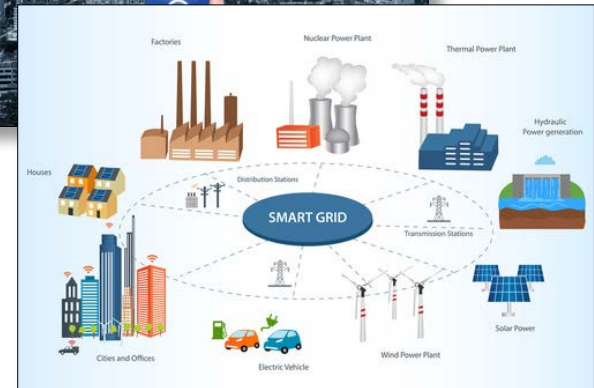 Factories
Nuclear Power Plant
Thermal Power Plant
Hydraulic
Power generation
Houses
Distribution Stations
SMART GRID
Transmission Stations
Solar Power
Wind Power Plant
Electric Vehicle
Cities and Offices